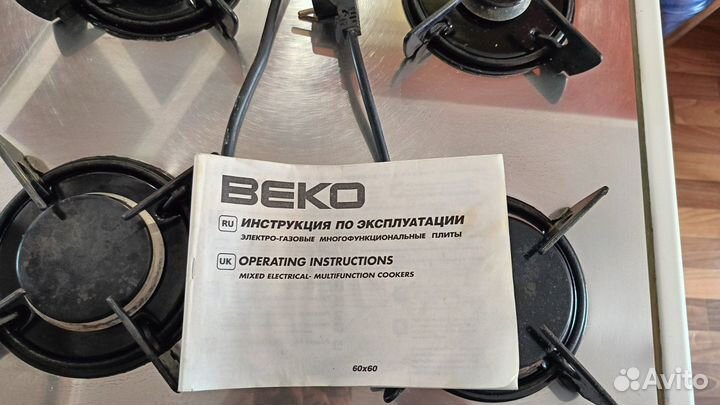 BEKO
RU ИНСТРУКЦИЯ ПО ЭКСПЛУАТАЦИИ
ЭЛЕКТРО-ГАЗОВЫЕ МНОГОФУНКЦИОНАЛЬНЫЕ ПЛИТЫ
UK OPERATING INSTRUCTIONS
MIXED ELECTRICAL- MULTIFUNCTION COOKERS
60x60
Avito